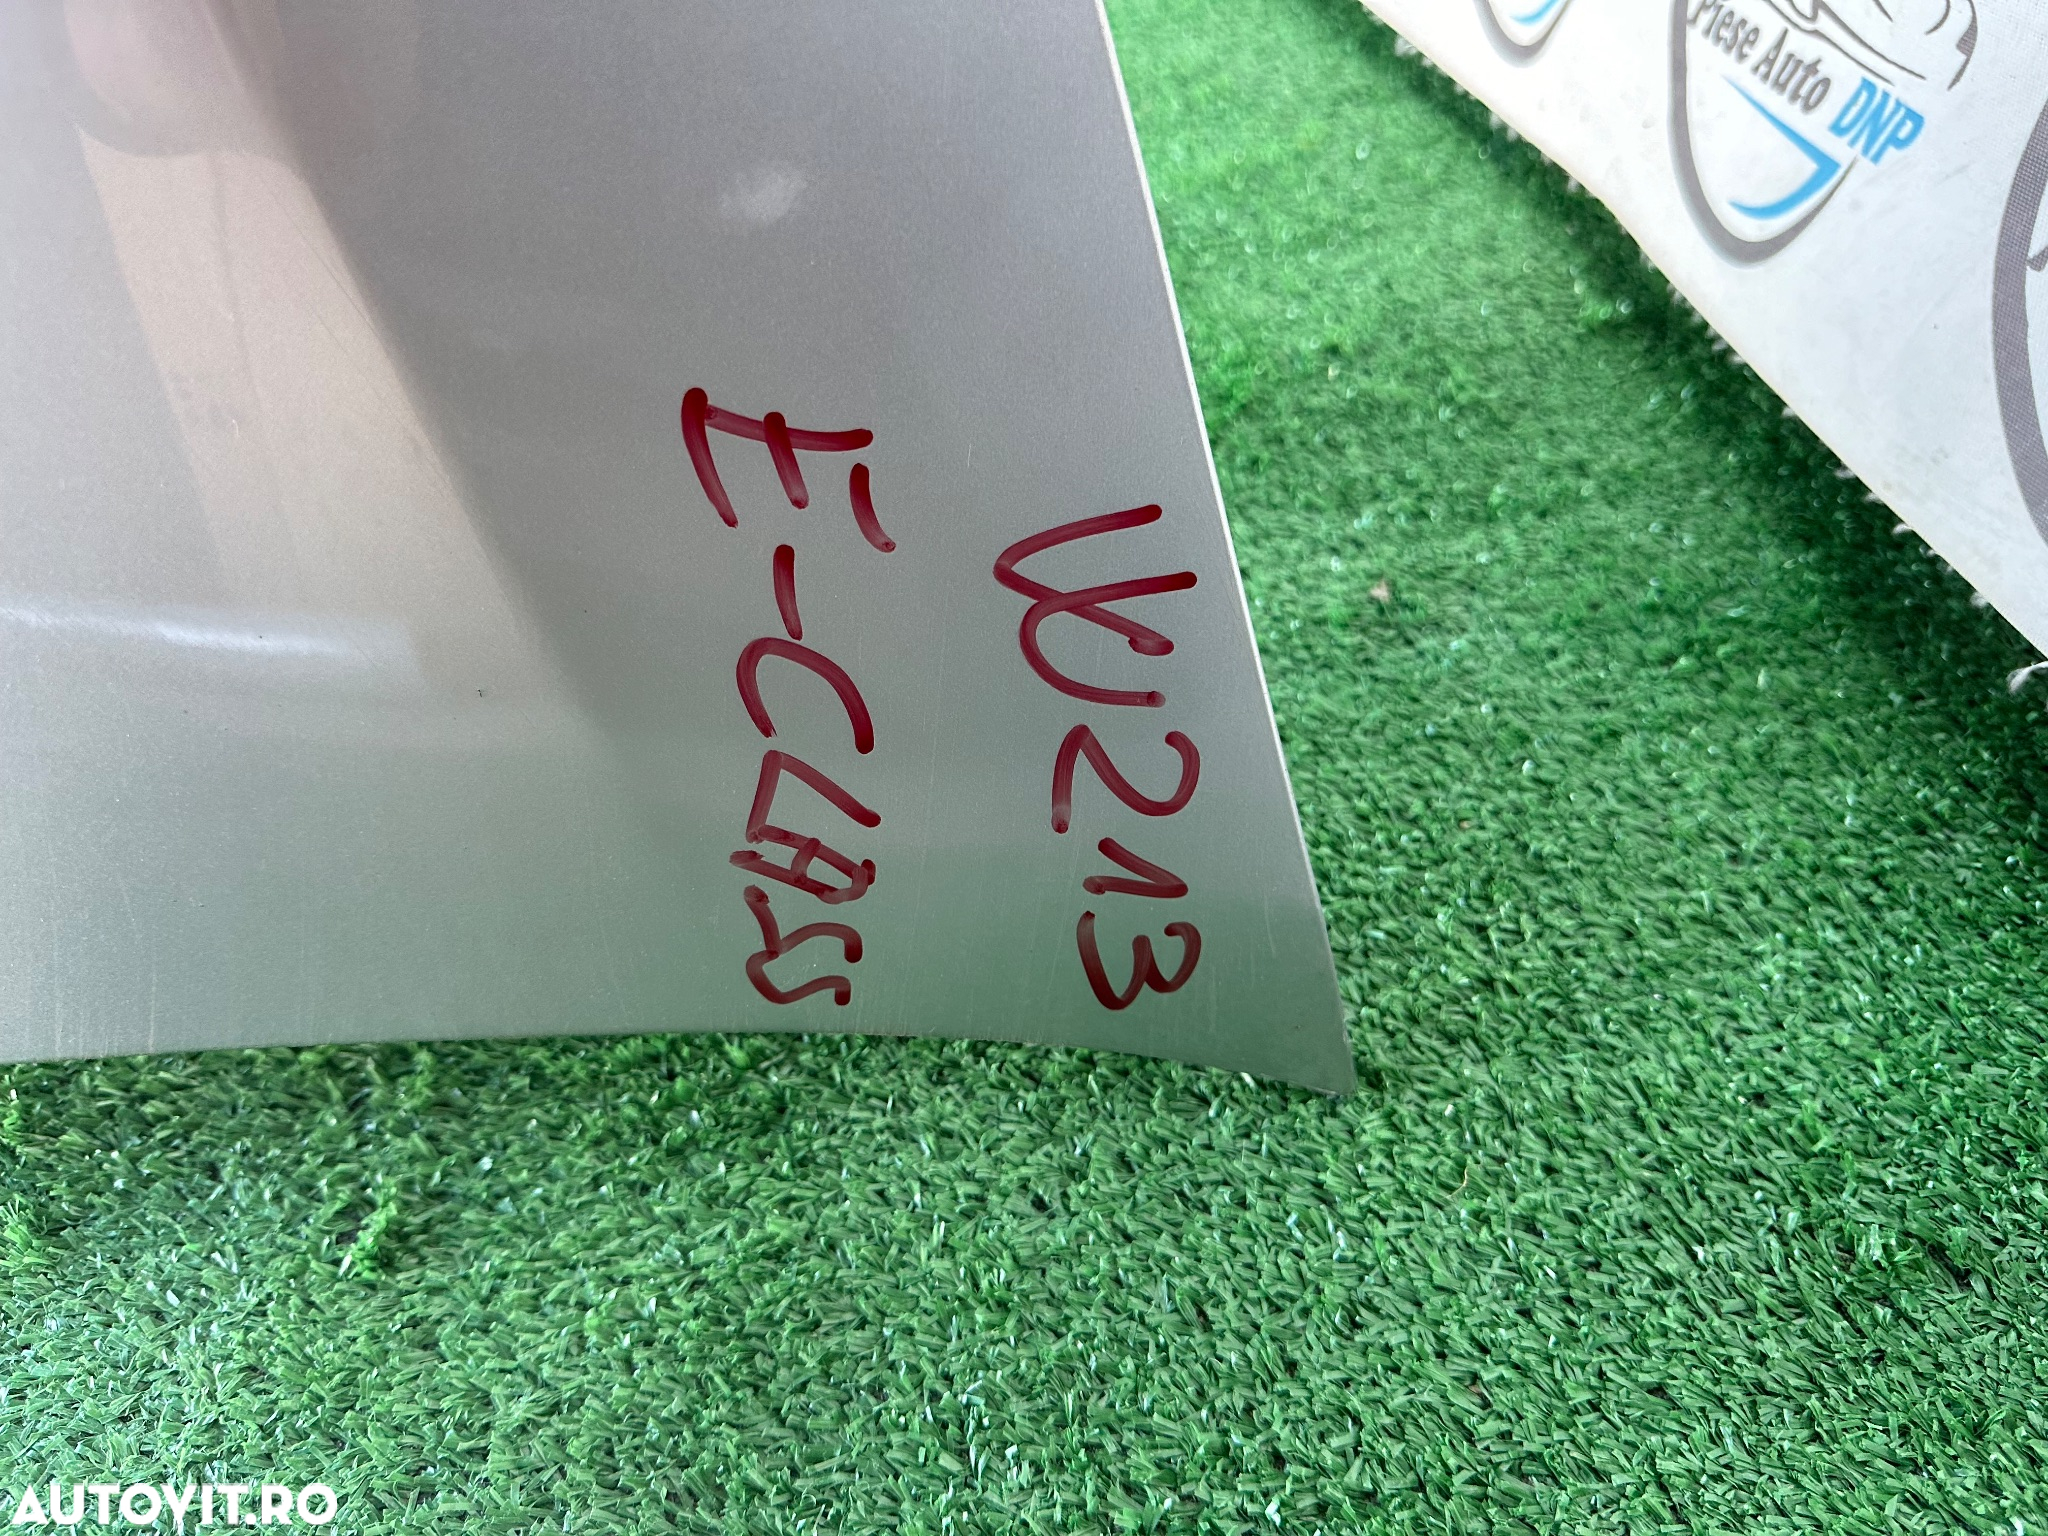 W213
E-CLASS
Piese Auto DNP
AUTOVIT.RO